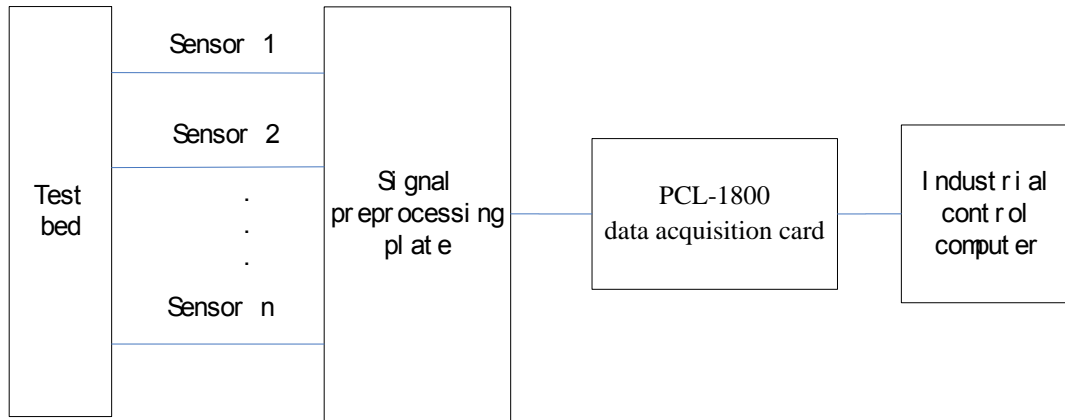 Test
bed
Sensor 1
Sensor 2
.
.
.
Sensor n
Signal
preprocessing
plate
PCL-1800
data acquisition card
Industrial
control
computer